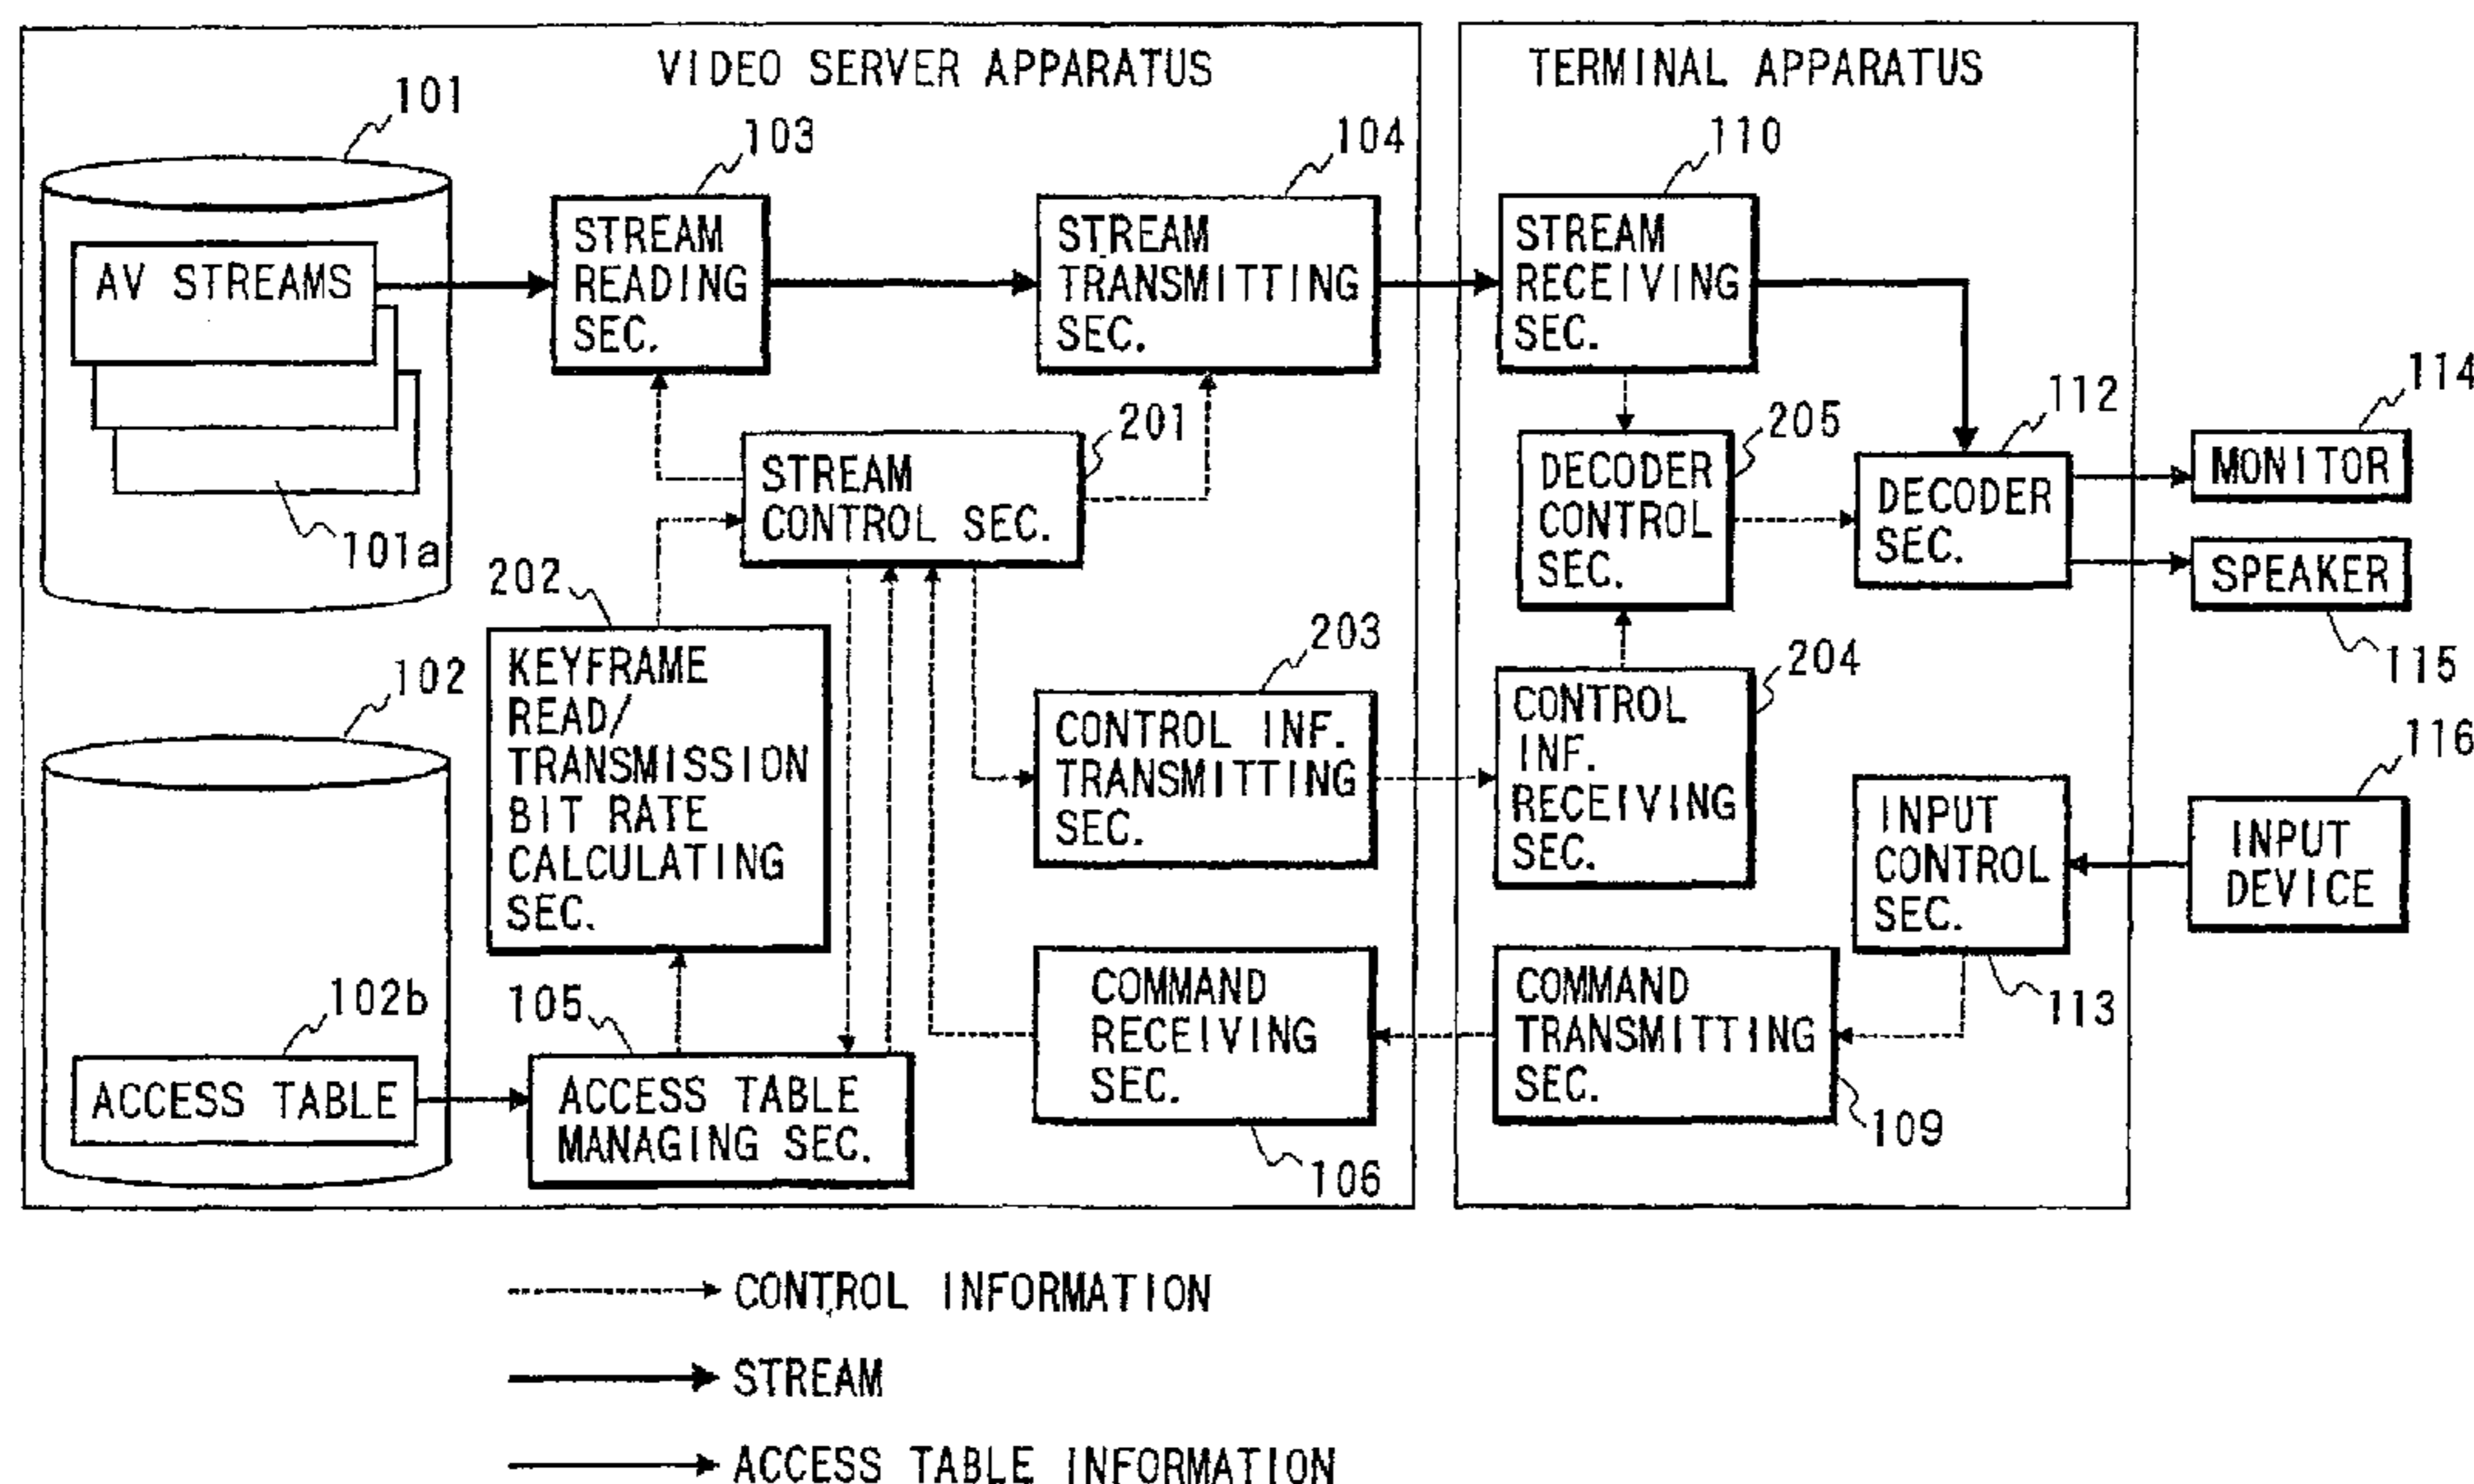 VIDEO SERVER APPARATUS
TERMINAL APPARATUS
101
103
104
110
AV STREAMS
101a
STREAM
READING
SEC.
STREAM
TRANSMITTING
SEC.
STREAM
RECEIVING
SEC.
201
STREAM
CONTROL SEC.
205
DECODER
CONTROL
SEC.
112
DECODER
SEC.
114
MONITOR
SPEAKER
115
202
KEYFRAME
READ/
TRANSMISSION
BIT RATE
CALCULATING
SEC.
203
CONTROL INF.
TRANSMITTING
SEC.
204
CONTROL
INF.
RECEIVING
SEC.
INPUT
CONTROL
SEC.
113
116
INPUT
DEVICE
102
102b
ACCESS TABLE
105
ACCESS TABLE
MANAGING SEC.
COMMAND
RECEIVING
SEC.
106
COMMAND
TRANSMITTING
SEC.
109
CONTROL INFORMATION
STREAM
ACCESS TABLE INFORMATION